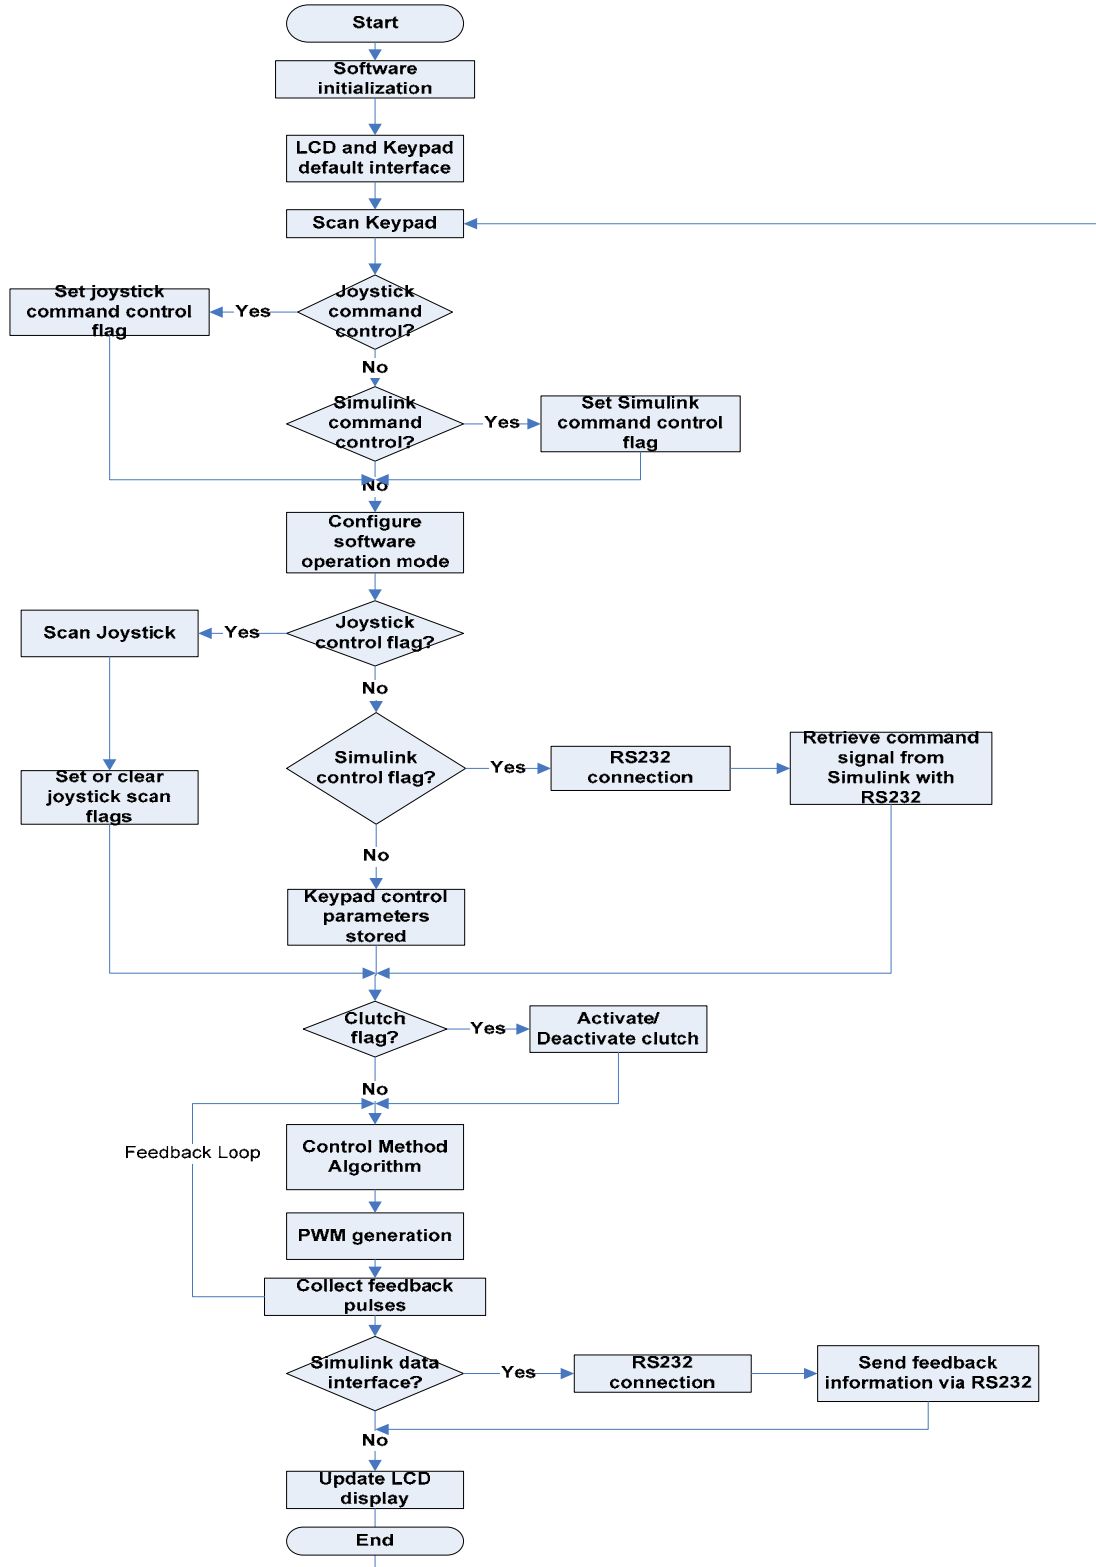 Start
Software
initialization
LCD and Keypad
default interface
Scan Keypad
Set joystick
command control
flag
Yes
Joystick
command
control?
No
Simulink
command
control?
Yes
Set Simulink
command control
flag
No
Configure
software
operation mode
Scan Joystick
Yes
Joystick
control flag?
No
Set or clear
joystick scan
flags
Simulink
control flag?
Yes
RS232
connection
Retrieve command
signal from
Simulink with
RS232
No
Keypad control
parameters
stored
Clutch
flag?
Yes
Activate/
Deactivate clutch
No
Feedback Loop
Control Method
Algorithm
PWM generation
Collect feedback
pulses
Simulink data
interface?
Yes
RS232
connection
Send feedback
information via RS232
No
Update LCD
display
End